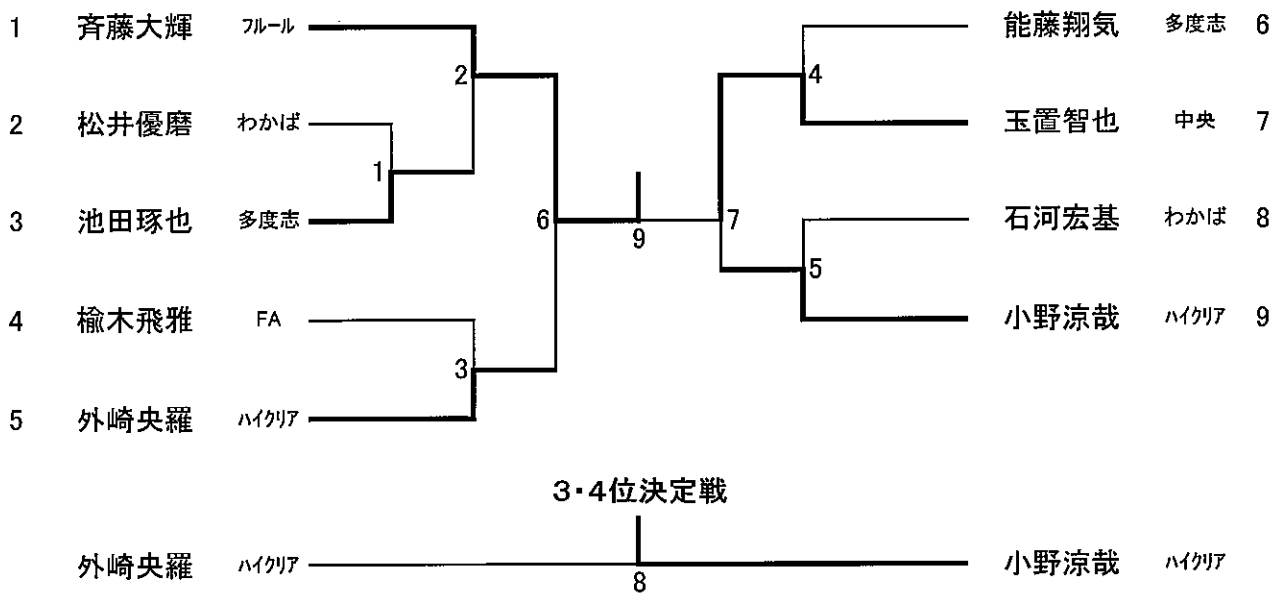 1 斉藤大輝 フルール
2 松井優磨 わかば
3 池田琢也 多度志
4 楡木飛雅 FA
5 外崎央羅 ハイクリア
能藤翔気 多度志 6
玉置智也 中央 7
石河宏基 わかば 8
小野涼哉 ハイクリア 9
2
1
3
6
9
7
4
5
3・4位決定戦
外崎央羅 ハイクリア
8
小野涼哉 ハイクリア